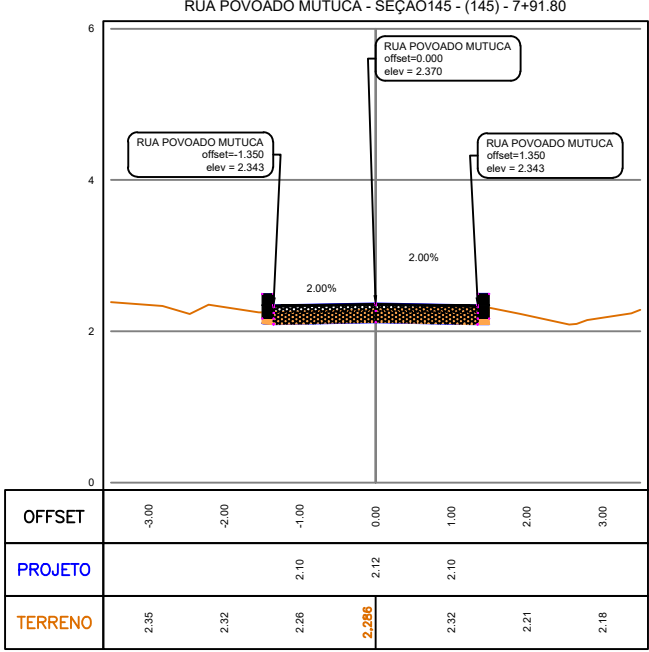 RUA POVOADO MUTUCA - SEÇÃO145 - (145) - 7+91.80
6
RUA POVOADO MUTUCA
offset=0.000
elev = 2.370
RUA POVOADO MUTUCA
offset=-1.350
elev = 2.343
RUA POVOADO MUTUCA
offset=1.350
elev = 2.343
4
2.00%
2.00%
2
0
OFFSET -3.00 -2.00 -1.00 0.00 1.00 2.00 3.00
PROJETO 2.10 2.12 2.10
TERRENO 2.35 2.32 2.26 2,286 2.32 2.21 2.18